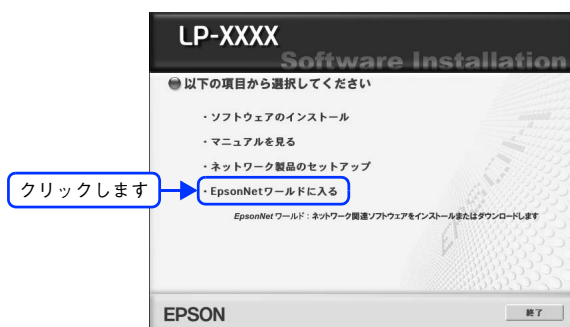 LP-XXXX
Software Installation
以下の項目から選択してください
・ソフトウェアのインストール
・マニュアルを見る
・ネットワーク製品のセットアップ
クリックします
・EpsonNetワールドに入る
EpsonNet ワールド：ネットワーク関連ソフトウェアをインストールまたはダウンロードします
EPSON
EPSON
終了